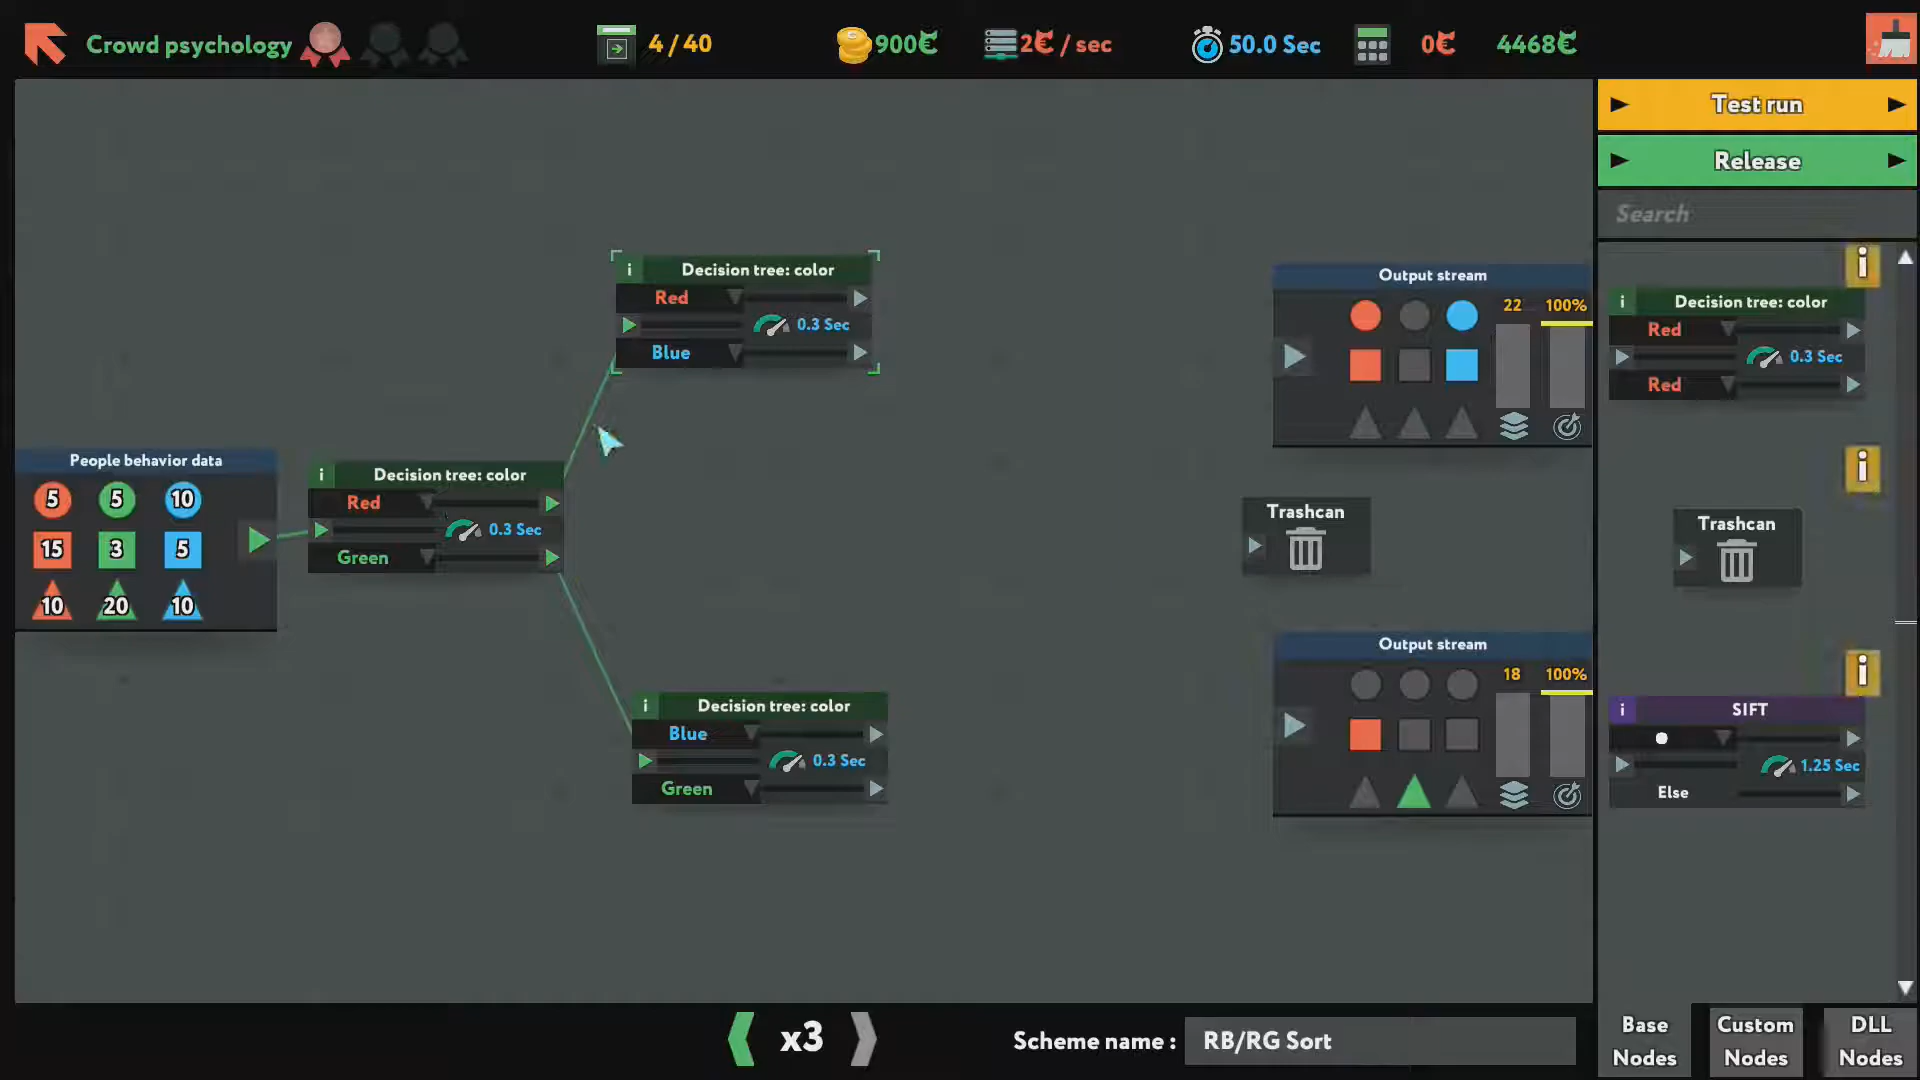 Crowd psychology
4 / 40
900€
2€ / sec
50.0 Sec
0€
4468€
Test run
Release
Search
i
Decision tree: color
Red
0.3 Sec
Blue
Output stream
22
100%
i
Decision tree: color
Red
0.3 Sec
Red
i
People behavior data
5
5
10
15
3
5
10
20
10
i
Decision tree: color
Red
0.3 Sec
Green
Trashcan
i
Trashcan
i
Decision tree: color
Blue
0.3 Sec
Green
Output stream
18
100%
i
i
SIFT
1.25 Sec
Else
x3
Scheme name :
RB/RG Sort
Base
Nodes
Custom
Nodes
DLL
Nodes